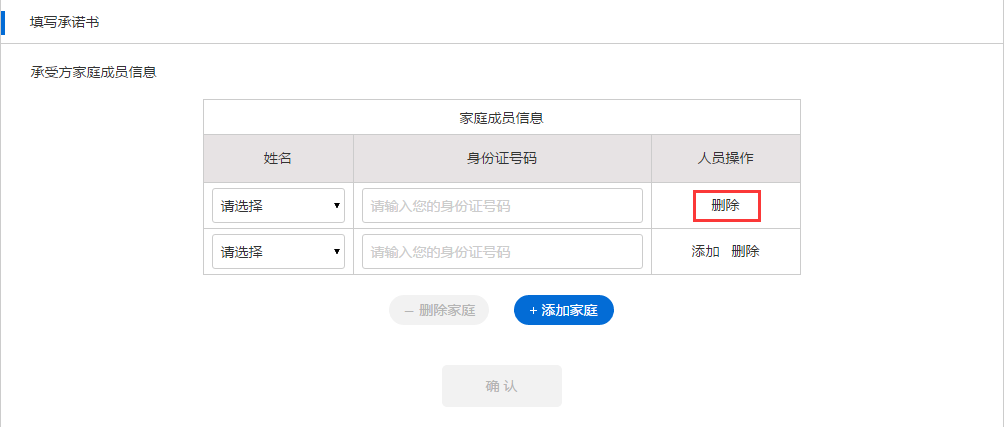 填写承诺书
承受方家庭成员信息
家庭成员信息
姓名 身份证号码 人员操作
请选择 请输入您的身份证号码 删除
请选择 请输入您的身份证号码 添加 删除
– 删除家庭 + 添加家庭
确 认